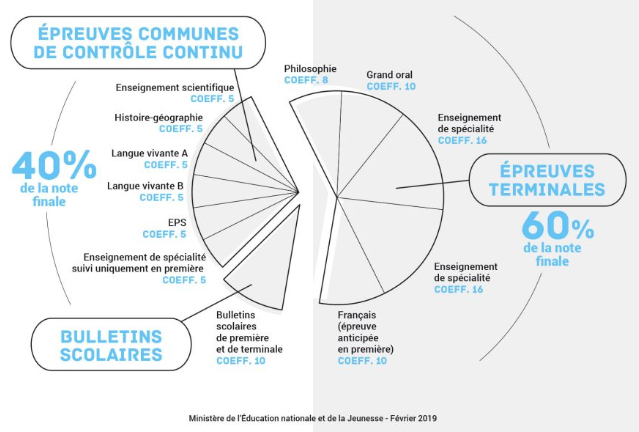 ÉPREUVES COMMUNES
DE CONTRÔLE CONTINU
Philosophie
COEFF. 8
Grand oral
COEFF. 10
Enseignement scientifique
COEFF. 5
Histoire-géographie
COEFF. 5
Enseignement
de spécialité
COEFF. 16
Langue vivante A
COEFF. 5
40%
de la note
finale
ÉPREUVES
TERMINALES
Langue vivante B
COEFF. 5
60%
de la note
finale
EPS
COEFF. 5
Enseignement de spécialité
suivi uniquement en première
COEFF. 5
Enseignement
de spécialité
COEFF. 16
BULLETINS
SCOLAIRES
Bulletins
scolaires
de première
et de terminale
COEFF. 10
Français
(épreuve
anticipée
en première)
COEFF. 10
Ministère de l'Éducation nationale et de la Jeunesse - Février 2019